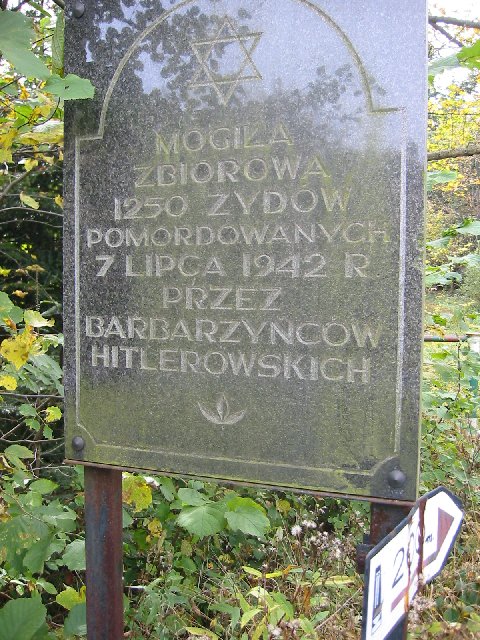 MOGIŁA
ZBIOROWA
1250 ŻYDÓW
POMORDOWANYCH
7 LIPCA 1942 R
PRZEZ
BARBARZYŃCÓW
HITLEROWSKICH